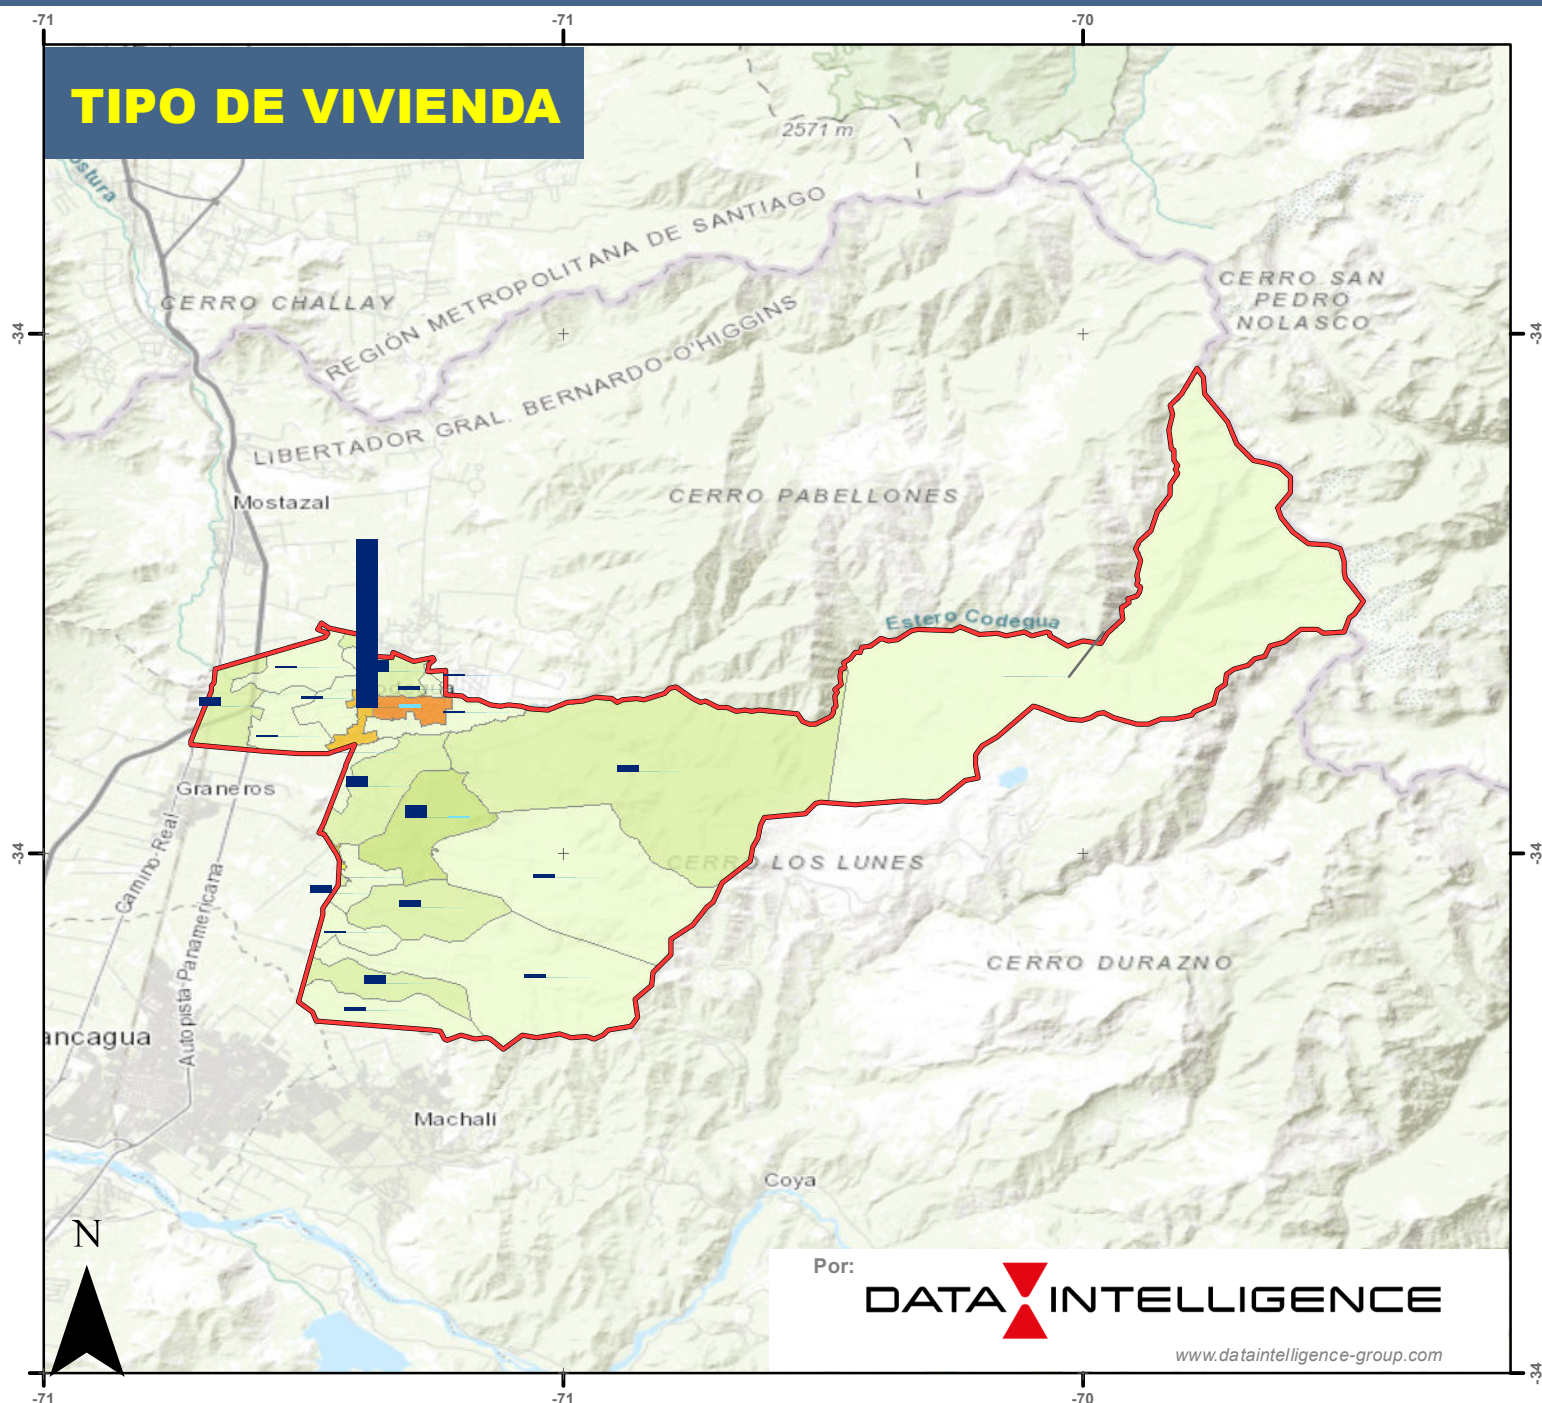 -71
-71
-70
TIPO DE VIVIENDA
2571 m
ostura
REGIÓN METROPOLITANA DE SANTIAGO
CERRO CHALLAY
CERRO SAN
PEDRO
NOLASCO
LIBERTADOR GRAL. BERNARDO O'HIGGINS
-34
-34
Mostazal
CERRO PABELLONES
Estero Codegua
Graneros
-34
-34
CERRO LOS LUNES
Camino Real
Autopista Panamericana
CERRO DURAZNO
ancagua
Machalí
Coya
N
Por:
DATA INTELLIGENCE
www.dataintelligence-group.com
-34
-71
-71
-70